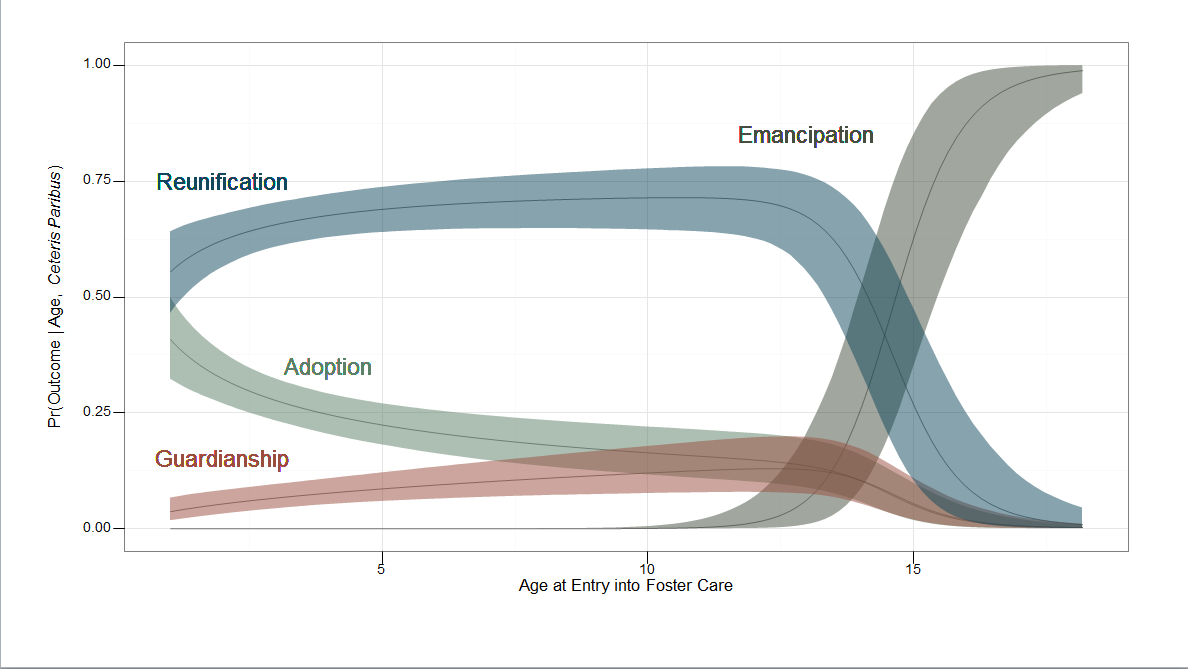 1.00
0.75
0.50
0.25
0.00
Pr(Outcome | Age, Ceteris Paribus)
Reunification
Emancipation
Adoption
Guardianship
5
10
15
Age at Entry into Foster Care